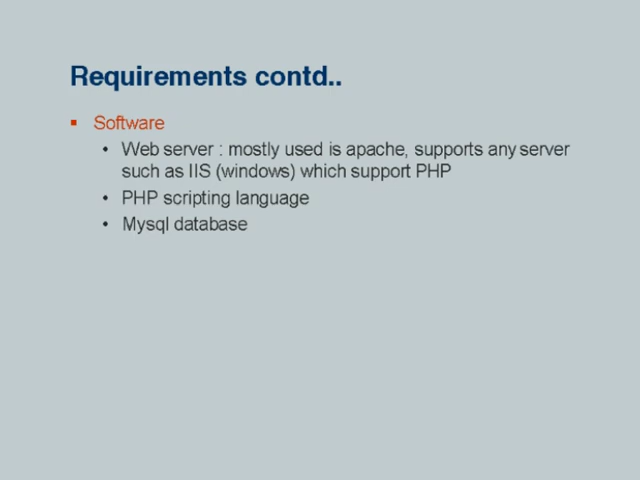 Requirements contd..
▪ Software
• Web server : mostly used is apache, supports any server
such as IIS (windows) which support PHP
• PHP scripting language
• Mysql database